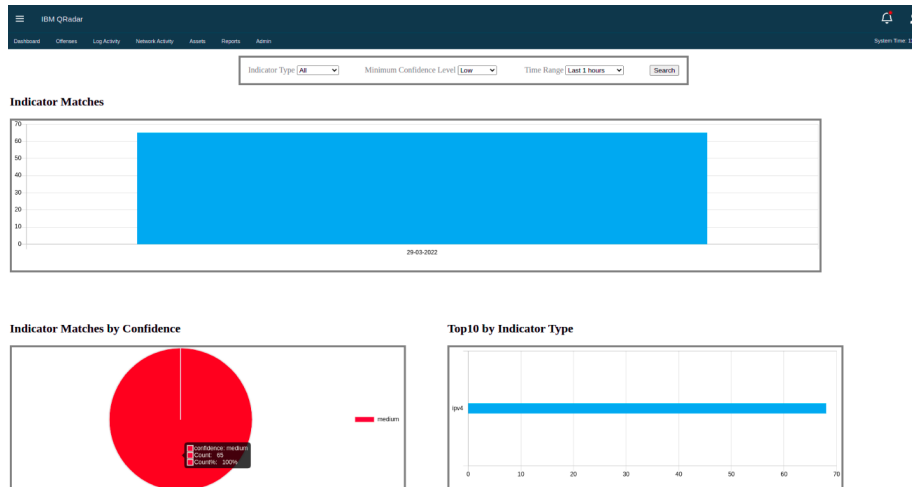 IBM QRadar
Dashboard Offenses Log Activity Network Activity Assets Reports Admin System Time: 1
Indicator Type All Minimum Confidence Level Low Time Range Last 1 hours Search
Indicator Matches
70
60
50
40
30
20
10
0
29-03-2022
Indicator Matches by Confidence Top10 by Indicator Type
medium
confidence: medium
Count: 65
Count%: 100%
ipv4
0 10 20 30 40 50 60 70